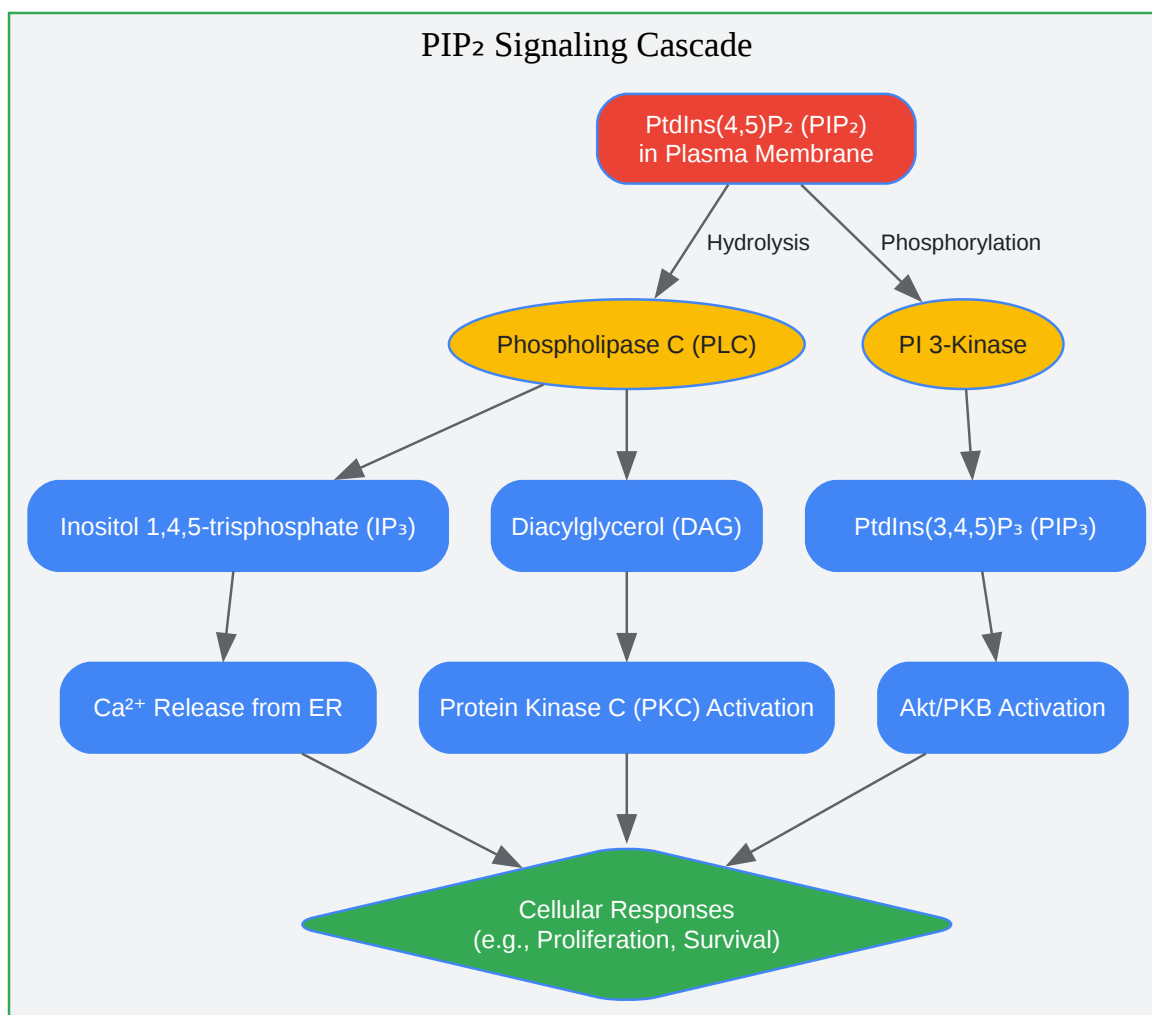 PIP₂ Signaling Cascade
PtdIns(4,5)P₂ (PIP₂)
in Plasma Membrane
Hydrolysis
Phosphorylation
Phospholipase C (PLC)
PI 3-Kinase
Inositol 1,4,5-trisphosphate (IP₃)
Diacylglycerol (DAG)
PtdIns(3,4,5)P₃ (PIP₃)
Ca²⁺ Release from ER
Protein Kinase C (PKC) Activation
Akt/PKB Activation
Cellular Responses
(e.g., Proliferation, Survival)